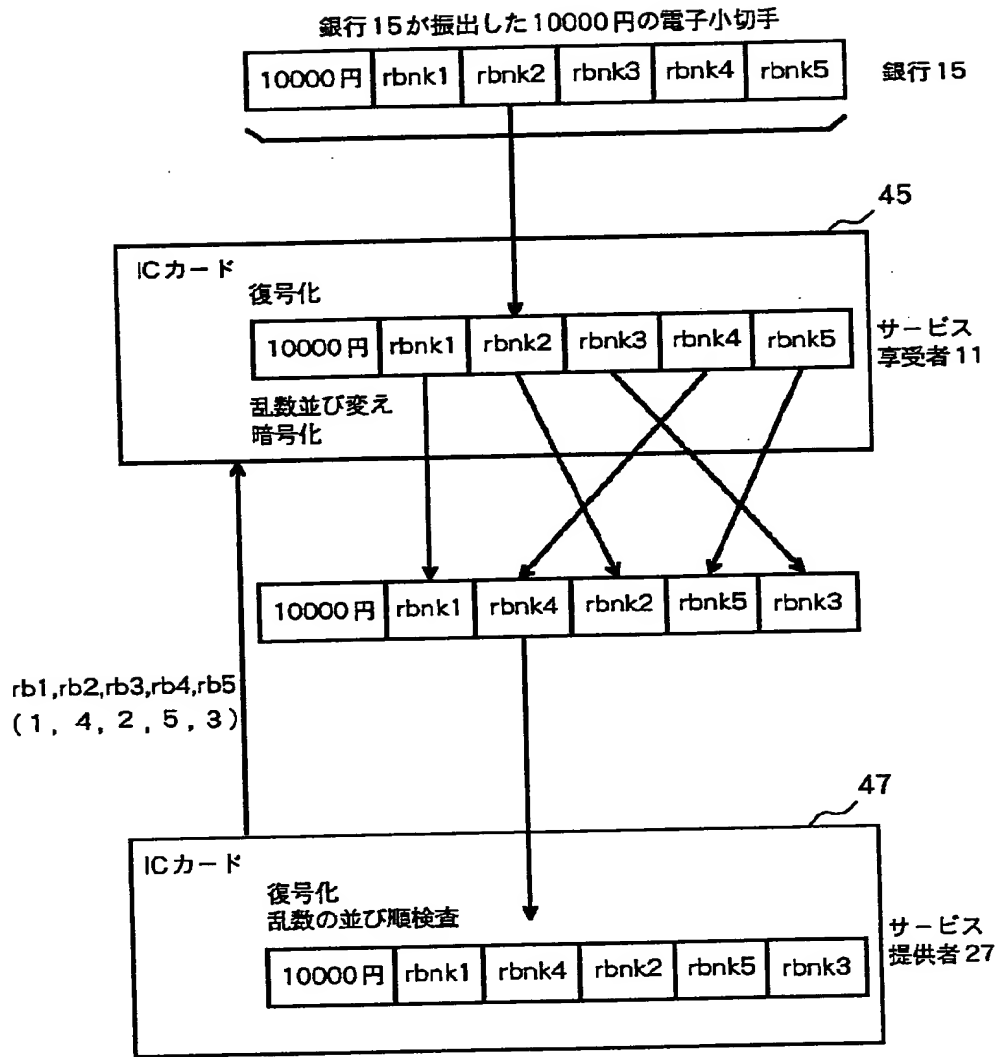 銀行15が振出した10000円の電子小切手
10000円 rbnk1 rbnk2 rbnk3 rbnk4 rbnk5
銀行15
45
ICカード
復号化
10000円 rbnk1 rbnk2 rbnk3 rbnk4 rbnk5
サービス
享受者11
乱数並び変え
暗号化
10000円 rbnk1 rbnk4 rbnk2 rbnk5 rbnk3
rb1,rb2,rb3,rb4,rb5
(1,4,2,5,3)
47
ICカード
復号化
乱数の並び順検査
10000円 rbnk1 rbnk4 rbnk2 rbnk5 rbnk3
サービス
提供者27